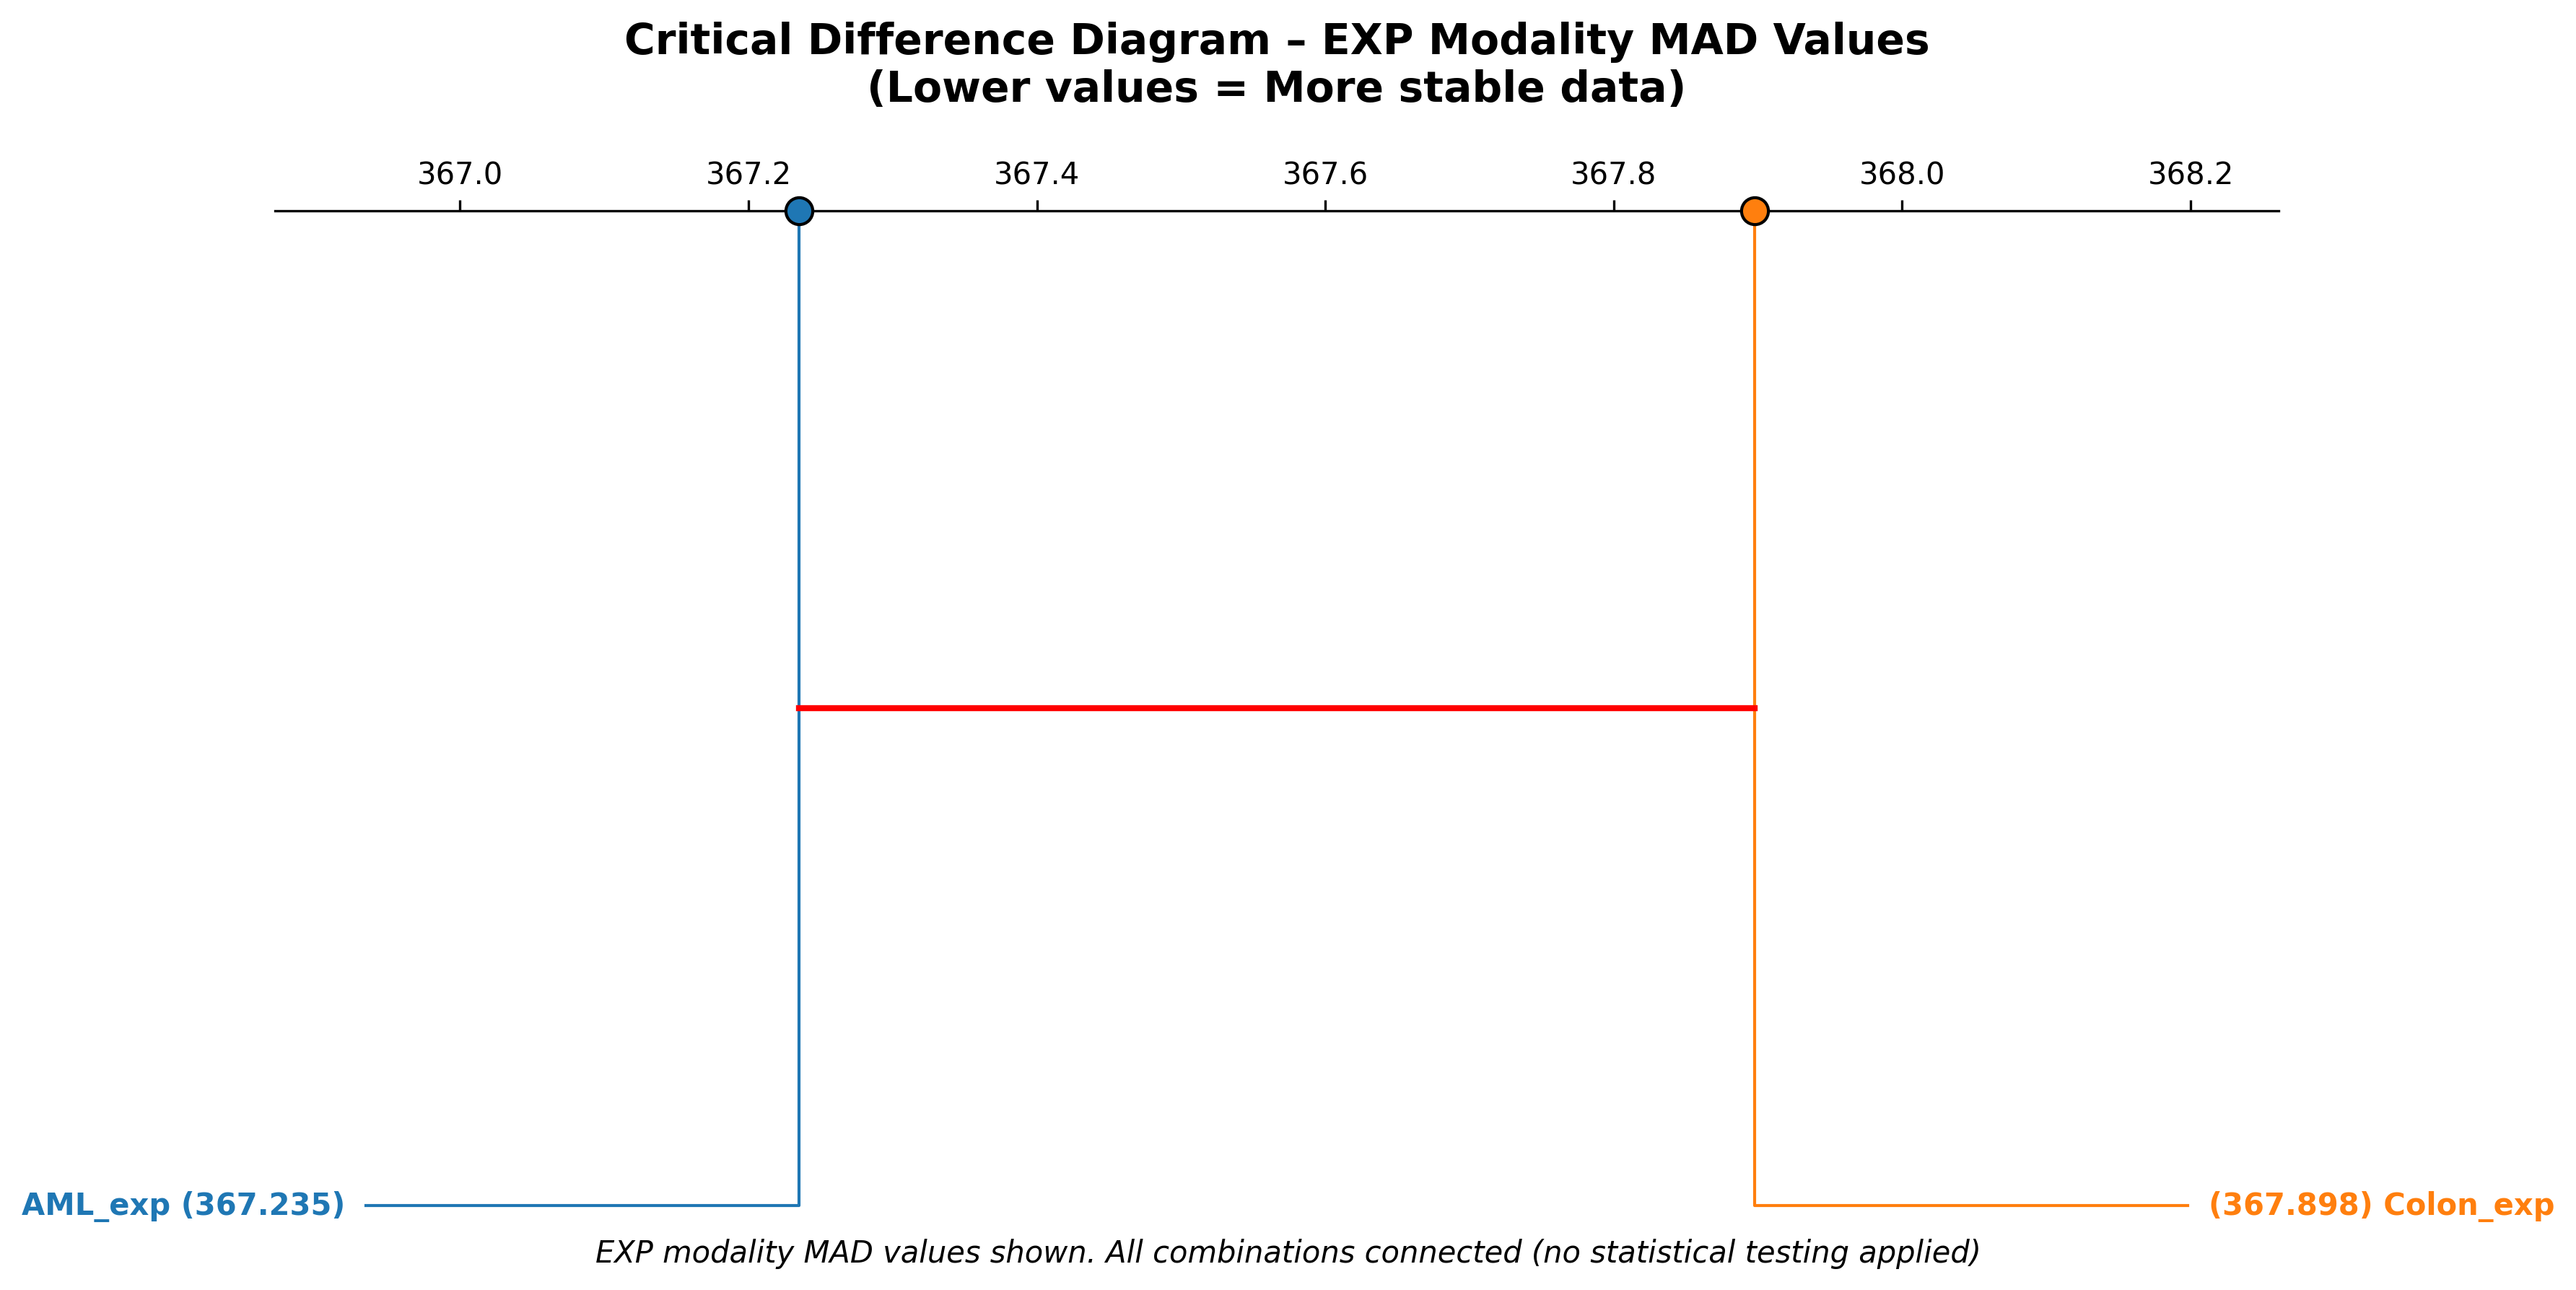 Critical Difference Diagram – EXP Modality MAD Values
(Lower values = More stable data)
367.0 367.2 367.4 367.6 367.8 368.0 368.2
AML_exp (367.235) (367.898) Colon_exp
EXP modality MAD values shown. All combinations connected (no statistical testing applied)